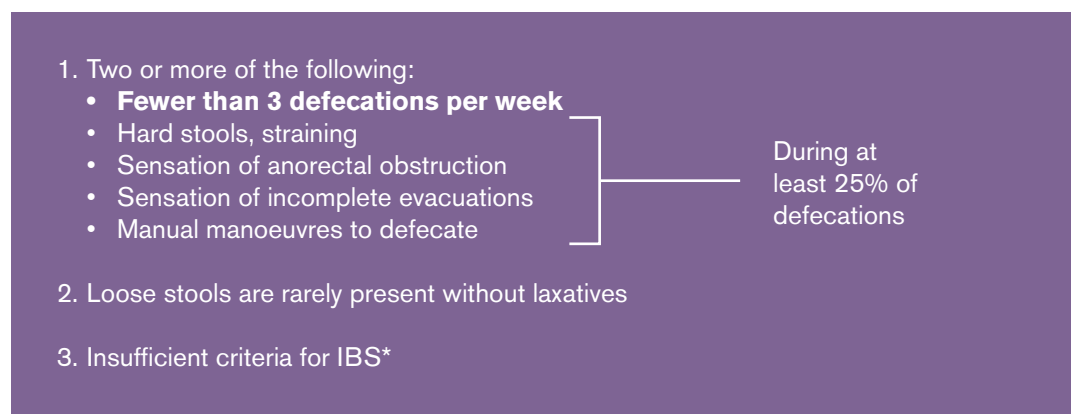 1. Two or more of the following:
• Fewer than 3 defecations per week
• Hard stools, straining
• Sensation of anorectal obstruction
• Sensation of incomplete evacuations
• Manual manoeuvres to defecate
During at
least 25% of
defecations
2. Loose stools are rarely present without laxatives
3. Insufficient criteria for IBS*